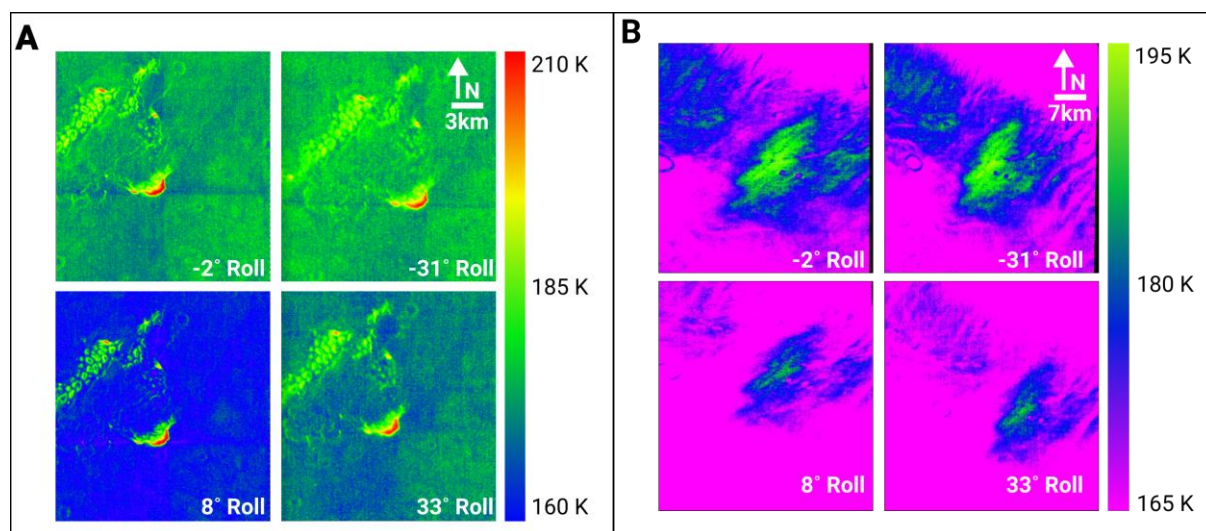 A
N
3km
-2° Roll
-31° Roll
8° Roll
33° Roll
210 K
185 K
160 K
B
N
7km
-2° Roll
-31° Roll
8° Roll
33° Roll
195 K
180 K
165 K